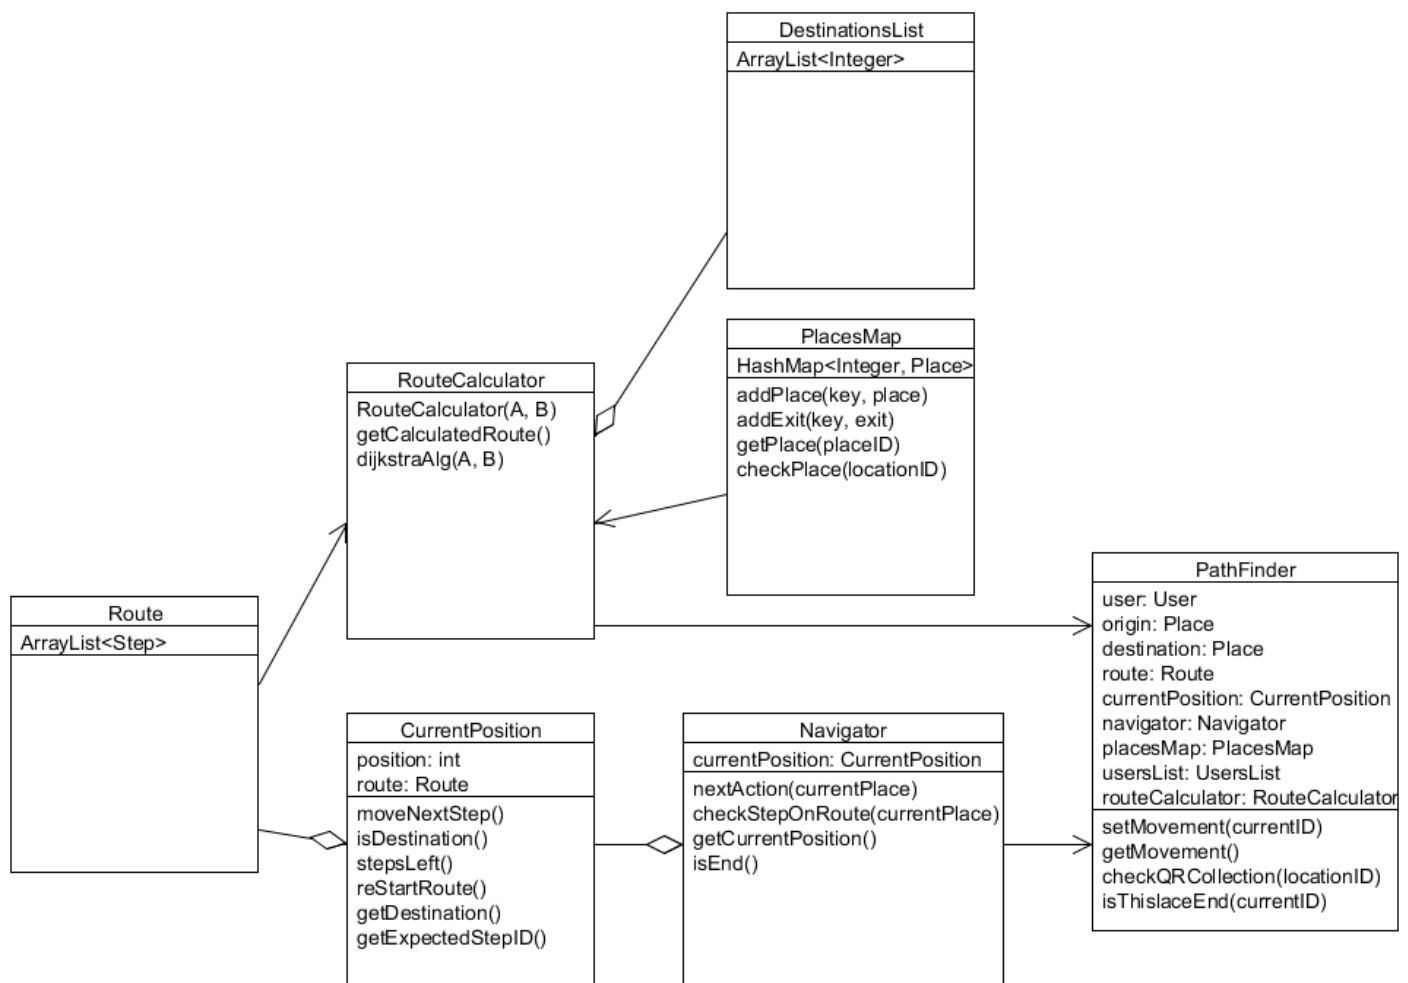 DestinationsList
ArrayList<Integer>
PlacesMap
HashMap<Integer, Place>
addPlace(key, place)
addExit(key, exit)
getPlace(placeID)
checkPlace(locationID)
RouteCalculator
RouteCalculator(A, B)
getCalculatedRoute()
dijkstraAlg(A, B)
Route
ArrayList<Step>
CurrentPosition
position: int
route: Route
moveNextStep()
isDestination()
stepsLeft()
reStartRoute()
getDestination()
getExpectedStepID()
Navigator
currentPosition: CurrentPosition
nextAction(currentPlace)
checkStepOnRoute(currentPlace)
getCurrentPosition()
isEnd()
PathFinder
user: User
origin: Place
destination: Place
route: Route
currentPosition: CurrentPosition
navigator: Navigator
placesMap: PlacesMap
usersList: UsersList
routeCalculator: RouteCalculator
setMovement(currentID)
getMovement()
checkQRCollection(locationID)
isThislaceEnd(currentID)